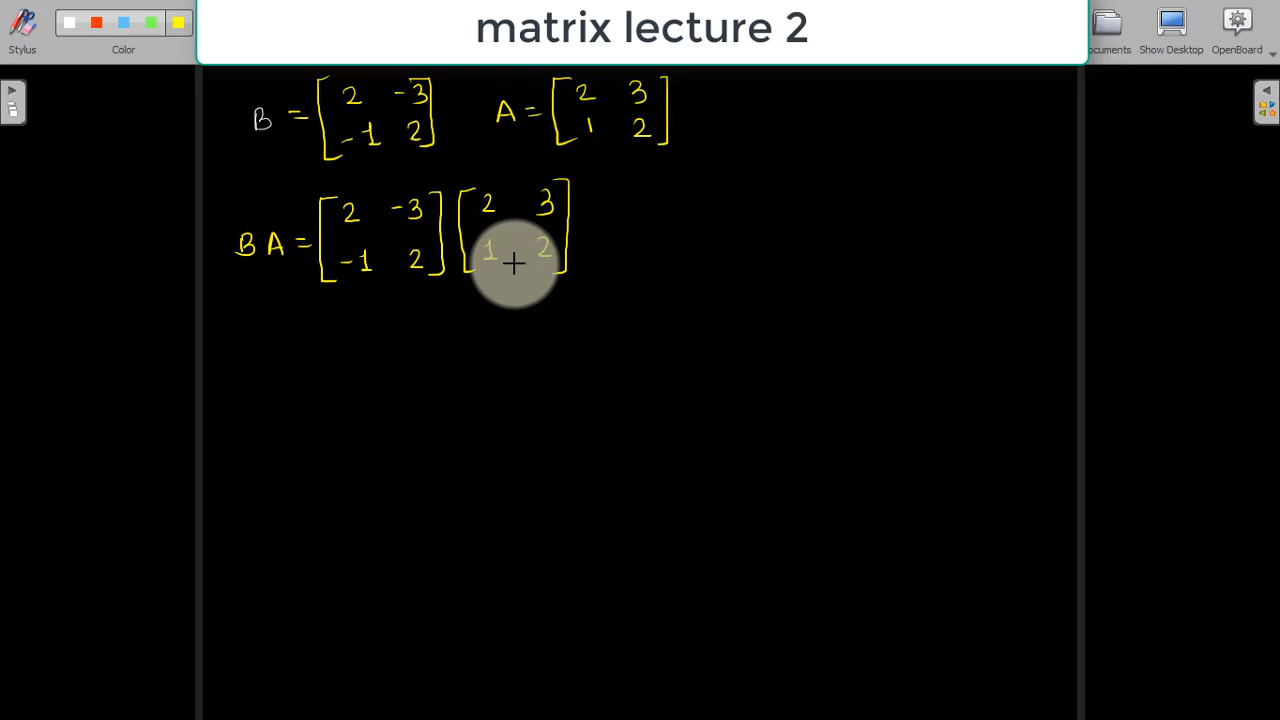 matrix lecture 2
Stylus Color ocuments Show Desktop OpenBoard
B = [2 -3 A = [2 3
-1 2] 1 2]
BA = [2 -3 [2 3
-1 2] 1 2]